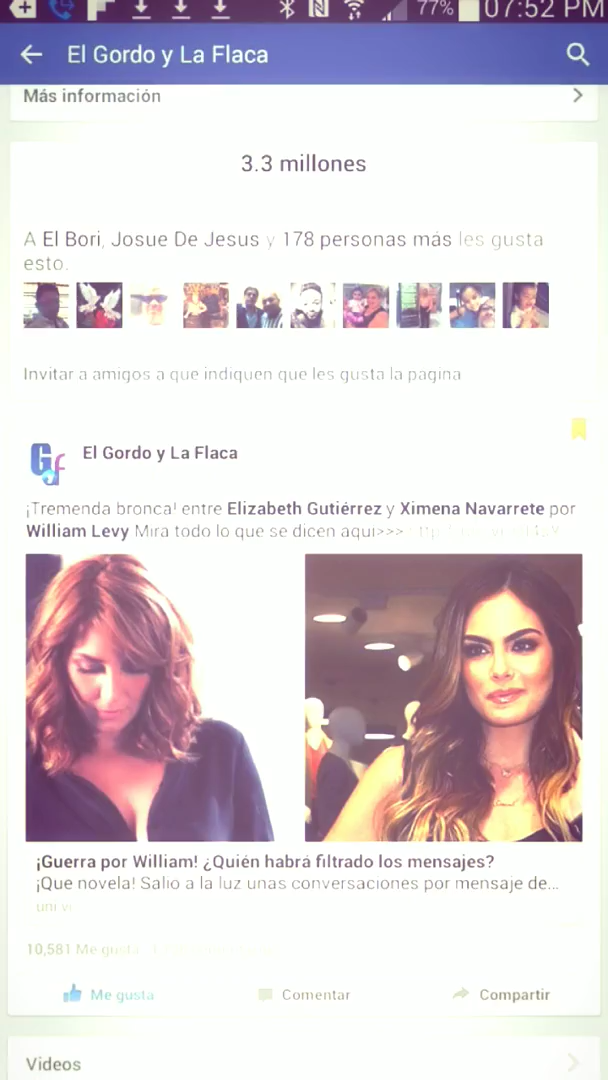 77% 07:52 PM
El Gordo y La Flaca
Más información
3.3 millones
A El Bori, Josue De Jesus y 178 personas más les gusta
esto.
Invitar a amigos a que indiquen que les gusta la pagina
Gf
El Gordo y La Flaca
¡Tremenda bronca! entre Elizabeth Gutiérrez y Ximena Navarrete por
William Levy Mira todo lo que se dicen aqui>>>
¡Guerra por William! ¿Quién habrá filtrado los mensajes?
¡Que novela! Salio a la luz unas conversaciones por mensaje de...
10,581 Me gusta
Me gusta Comentar Compartir
Videos